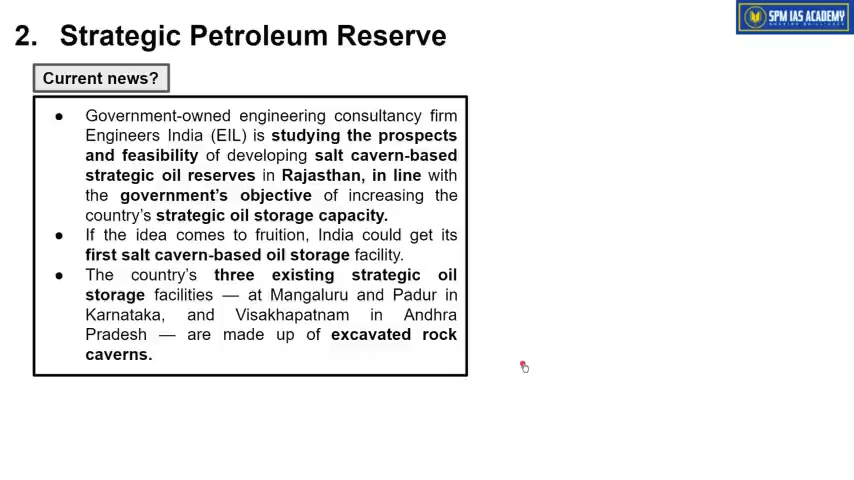 SPM IAS ACADEMY
2. Strategic Petroleum Reserve
Current news?
● Government-owned engineering consultancy firm
Engineers India (EIL) is studying the prospects
and feasibility of developing salt cavern-based
strategic oil reserves in Rajasthan, in line with
the government's objective of increasing the
country's strategic oil storage capacity.
● If the idea comes to fruition, India could get its
first salt cavern-based oil storage facility.
● The country's three existing strategic oil
storage facilities — at Mangaluru and Padur in
Karnataka, and Visakhapatnam in Andhra
Pradesh — are made up of excavated rock
caverns.